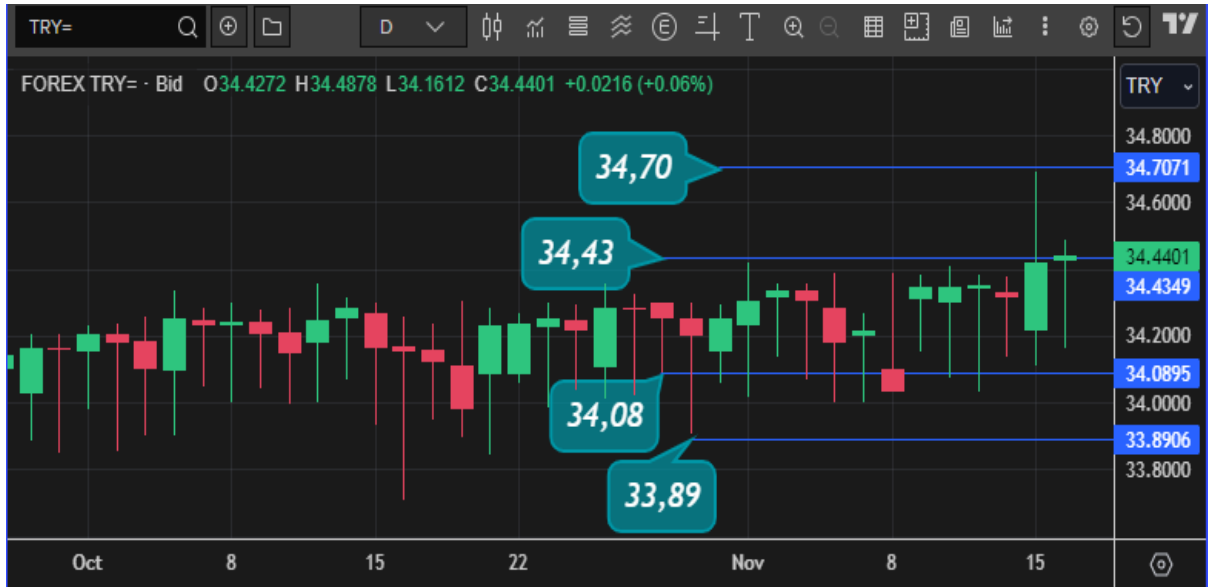 TRY=
D
FOREX TRY= · Bid O34.4272 H34.4878 L34.1612 C34.4401 +0.0216 (+0.06%)
TRY
34.8000
34,70
34.7071
34.6000
34,43
34.4401
34.4349
34.2000
34.0895
34,08
34.0000
33.8906
33.8000
33,89
Oct 8 15 22 Nov 8 15